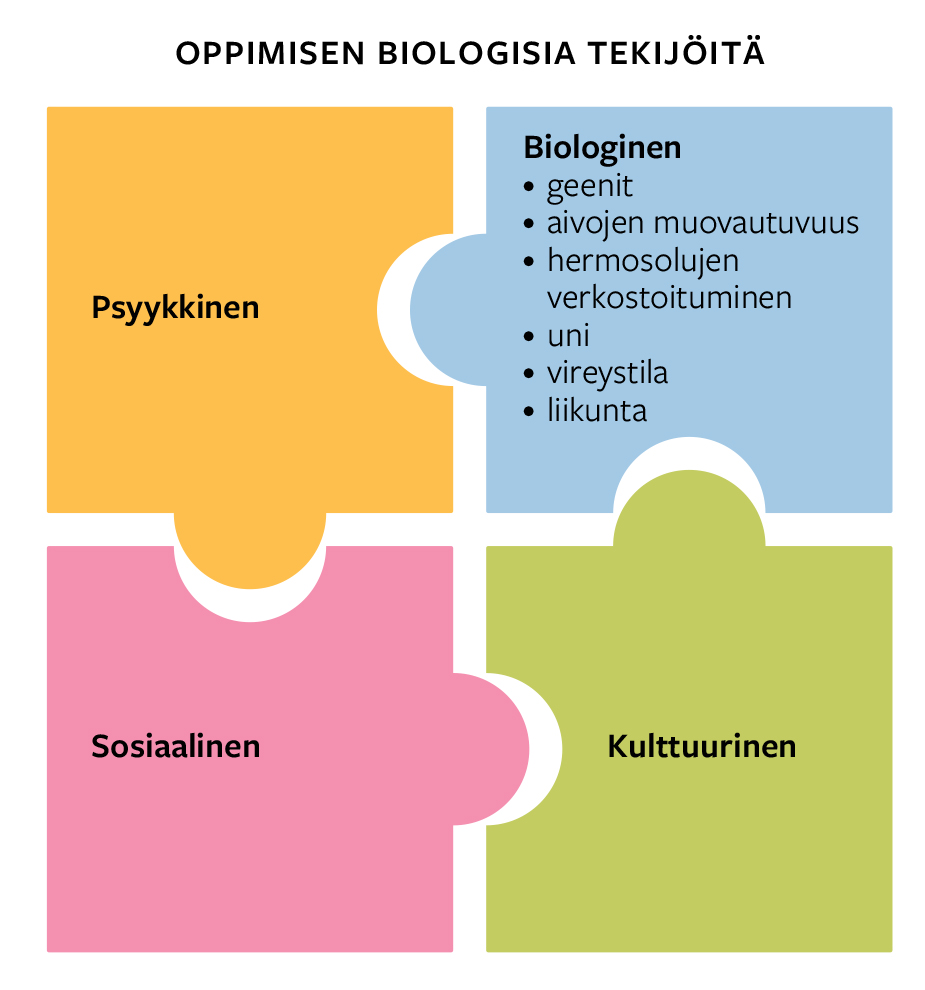 OPPIMISEN BIOLOGISIA TEKIJÖITÄ
Psyykkinen
Biologinen
• geenit
• aivojen muovautuvuus
• hermosolujen
verkostoituminen
• uni
• vireystila
• liikunta
Sosiaalinen
Kulttuurinen